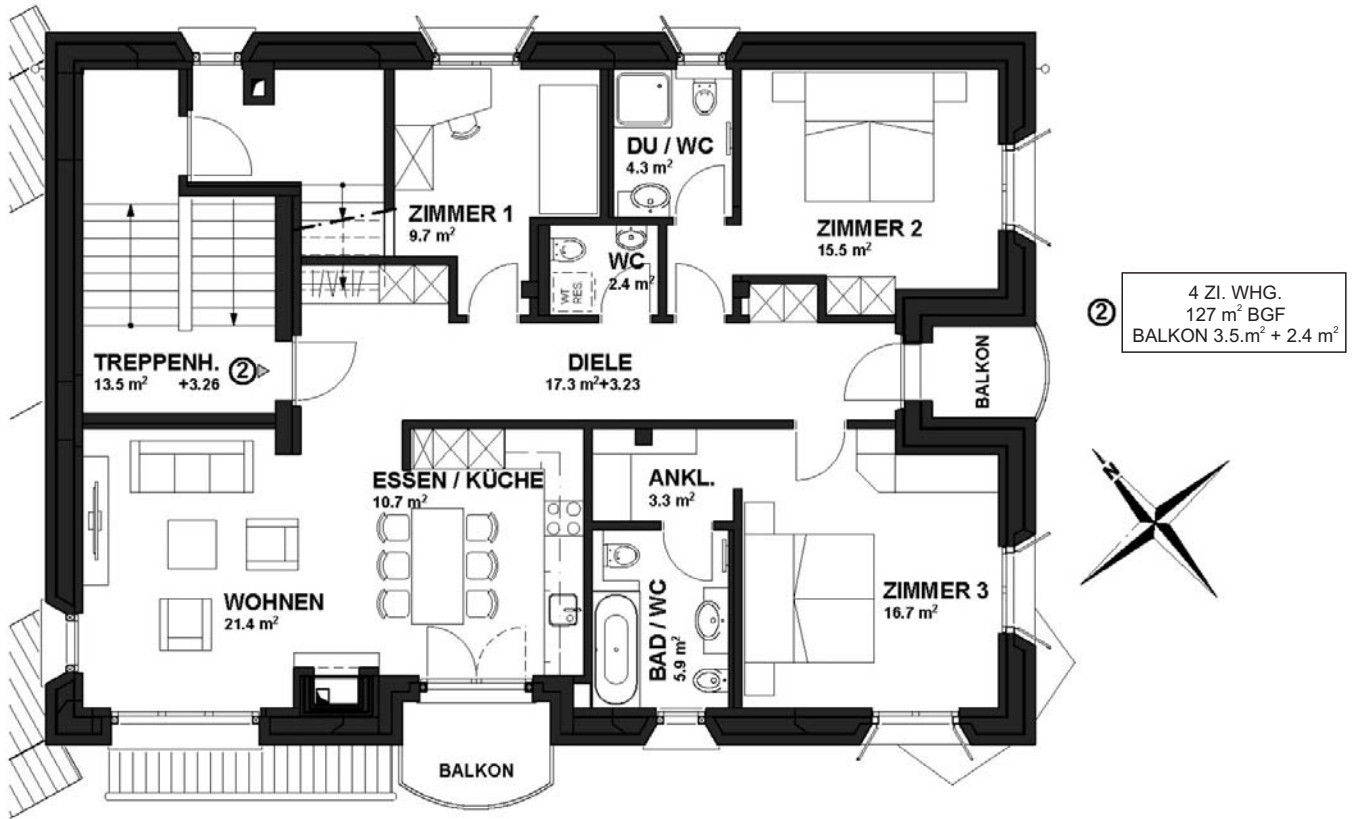 DU / WC
4.3 m²
ZIMMER 1
9.7 m²
ZIMMER 2
15.5 m²
WC
2.4 m²
WT
RES.
2
4 ZI. WHG.
127 m² BGF
BALKON 3.5.m² + 2.4 m²
TREPPENH.
13.5 m² +3.26
2
DIELE
17.3 m²+3.23
BALKON
ESSEN / KÜCHE
10.7 m²
ANKL.
3.3 m²
N
WOHNEN
21.4 m²
BAD / WC
5.9 m²
ZIMMER 3
16.7 m²
BALKON